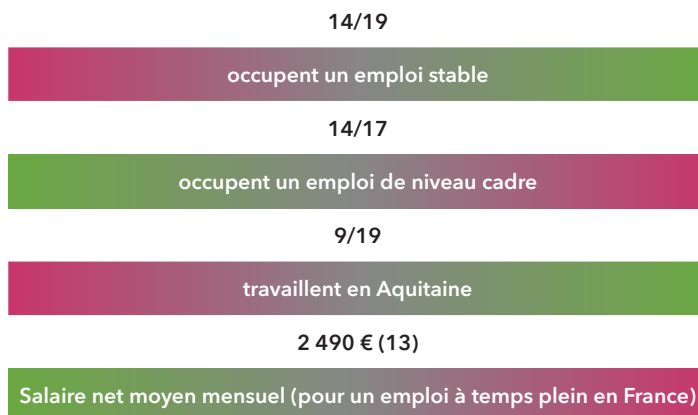 14/19
occupent un emploi stable
14/17
occupent un emploi de niveau cadre
9/19
travaillent en Aquitaine
2 490 € (13)
Salaire net moyen mensuel (pour un emploi à temps plein en France)